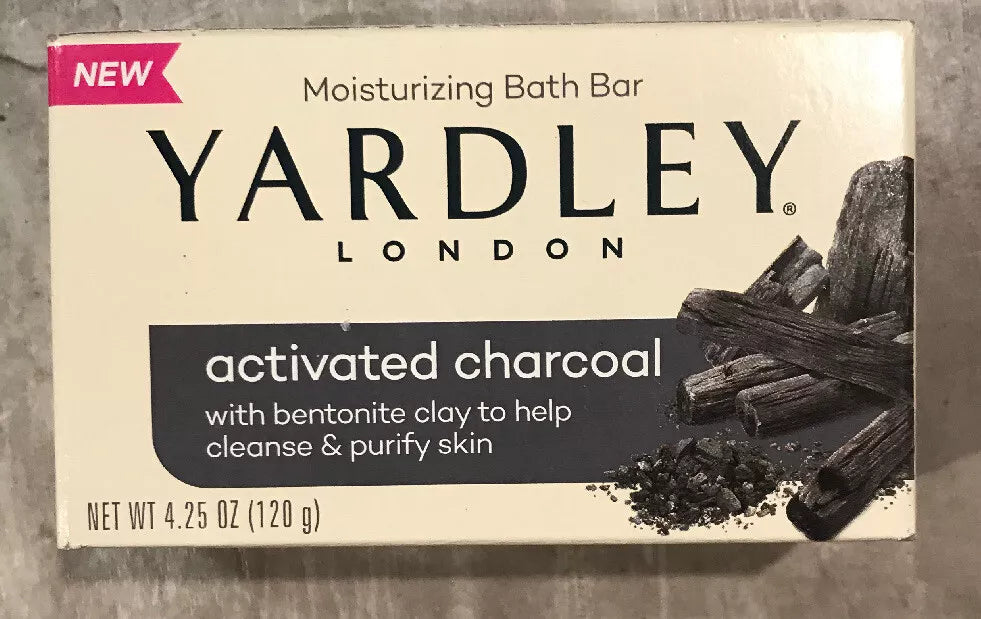 NEW
Moisturizing Bath Bar
YARDLEY®
LONDON
activated charcoal
with bentonite clay to help
cleanse & purify skin
NET WT 4.25 OZ (120 g)